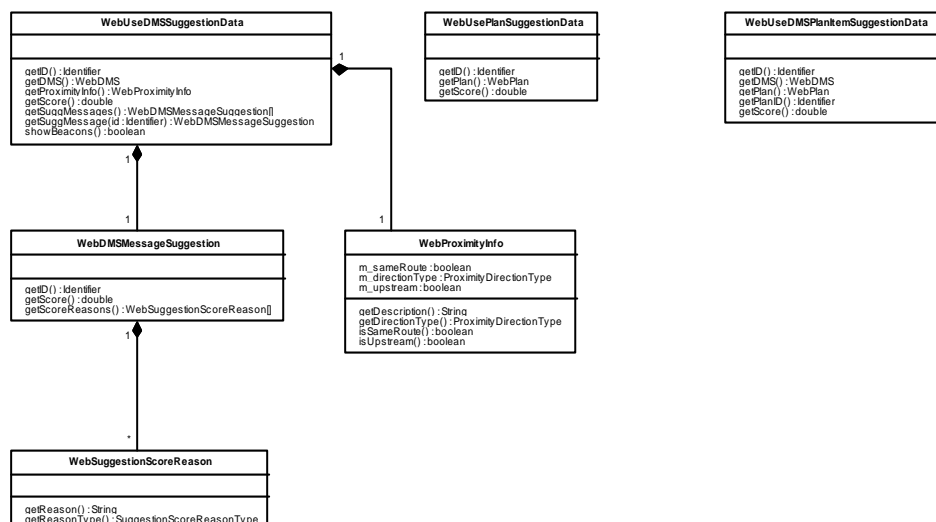 WebUseDMSSuggestionData
getID() : Identifier
getDMS() : WebDMS
getProximityInfo() : WebProximityInfo
getScore() : double
getSuggMessages() : WebDMSMessageSuggestion[]
getSuggMessage(id : Identifier) : WebDMSMessageSuggestion
showBeacons() : boolean
WebUsePlanSuggestionData
getID() : Identifier
getPlan() : WebPlan
getScore() : double
WebUseDMSPlanItemSuggestionData
getID() : Identifier
getDMS() : WebDMS
getPlan() : WebPlan
getPlanID() : Identifier
getScore() : double
1
1
1
1
WebDMSMessageSuggestion
getID() : Identifier
getScore() : double
getScoreReasons() : WebSuggestionScoreReason[]
WebProximityInfo
m_sameRoute : boolean
m_directionType : ProximityDirectionType
m_upstream : boolean
getDescription() : String
getDirectionType() : ProximityDirectionType
isSameRoute() : boolean
isUpstream() : boolean
1
*
WebSuggestionScoreReason
getReason() : String
getReasonType() : SuggestionScoreReasonType